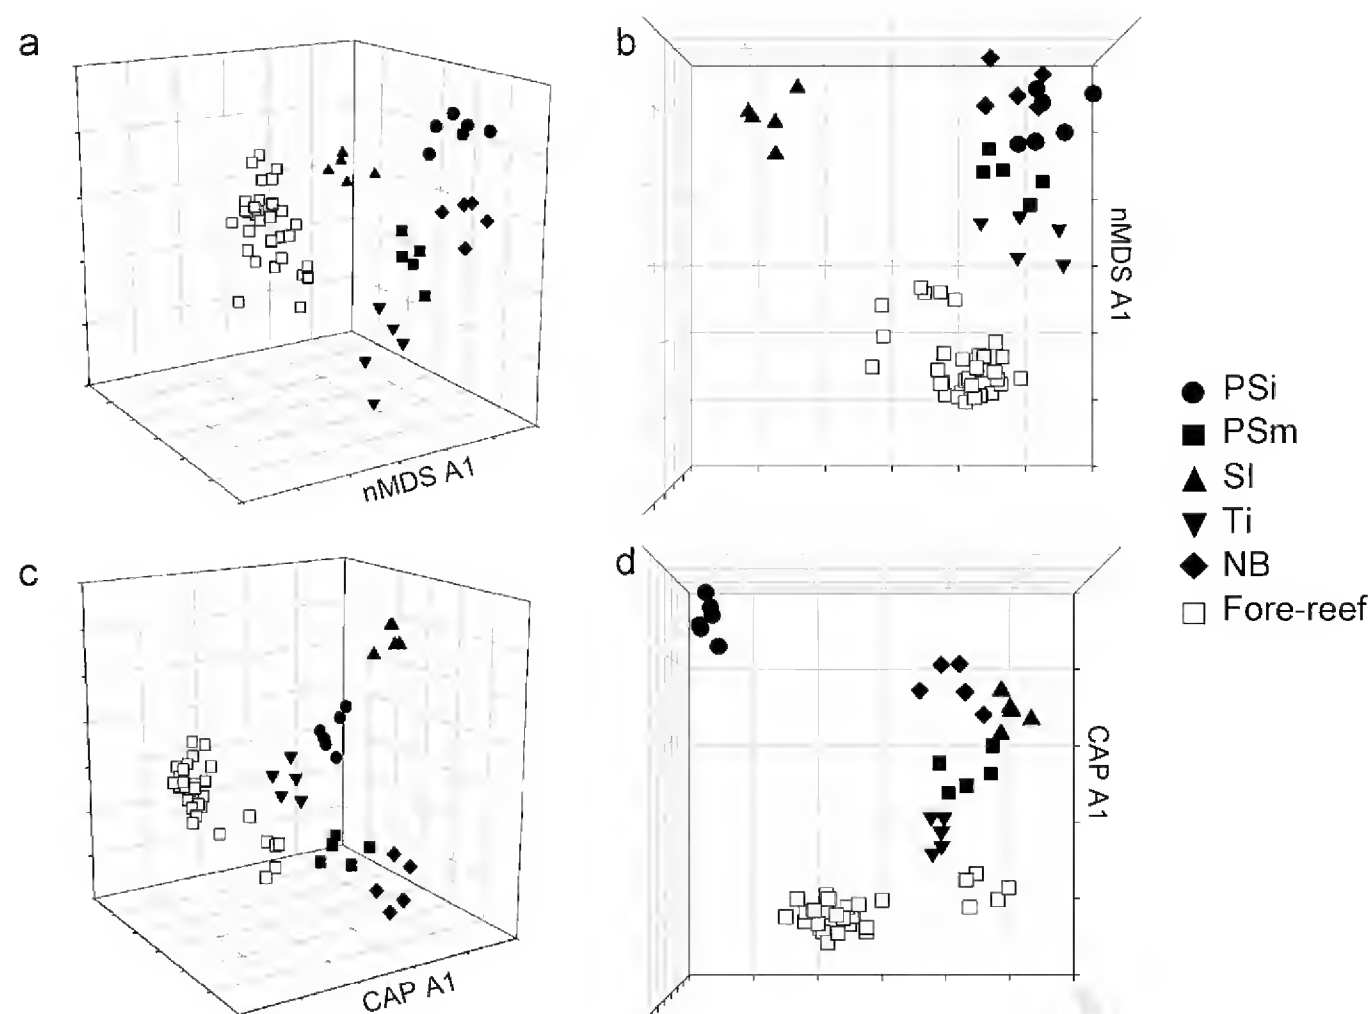 a
b
nMDS A1
nMDS A1
PSi
PSm
SI
Ti
NB
Fore-reef
c
d
CAP A1
CAP A1